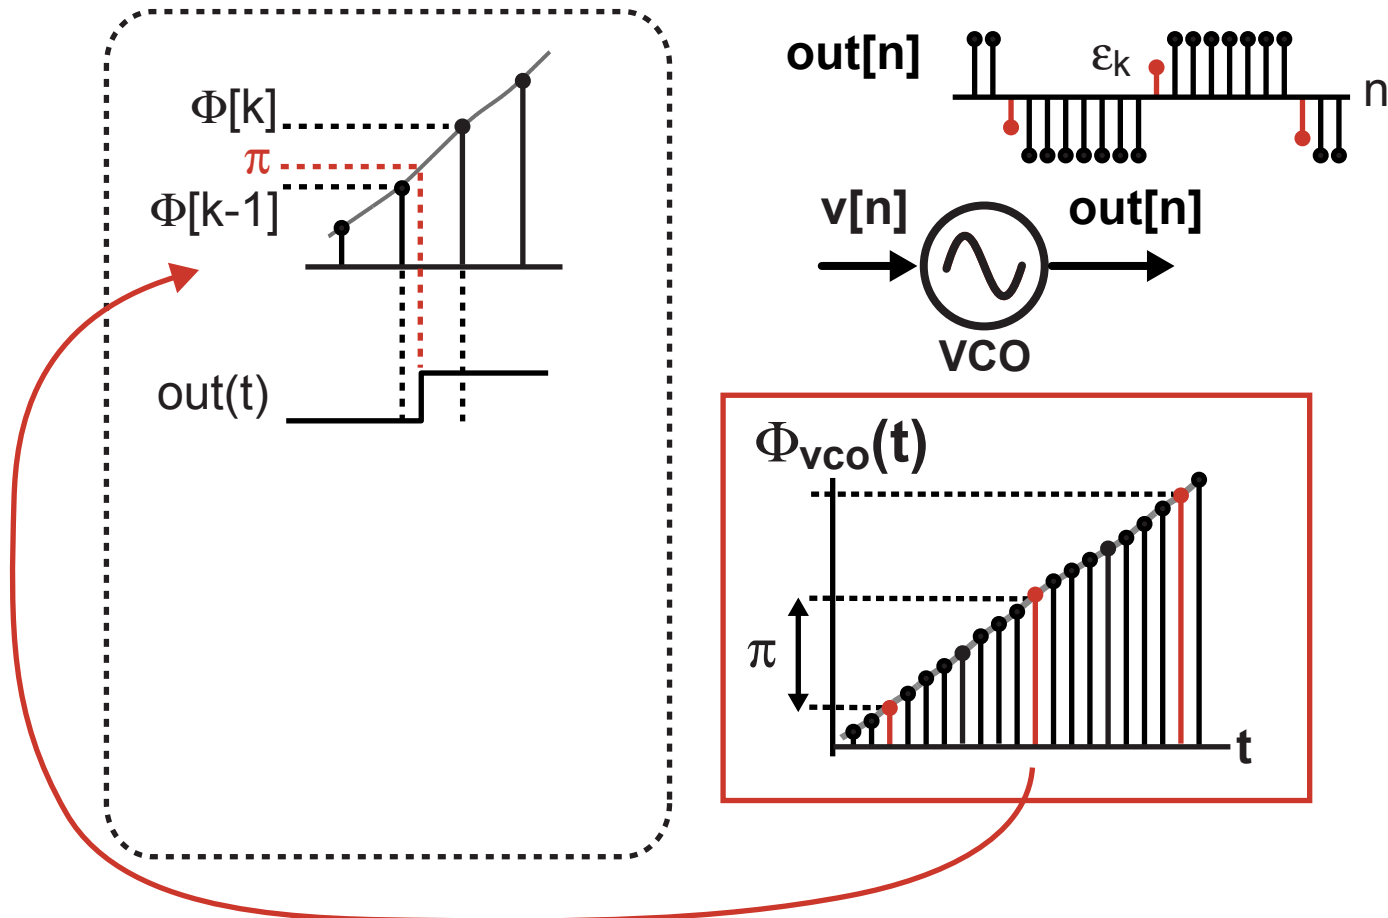 Φ[k]
π
Φ[k-1]
out(t)
out[n]
εk
n
v[n]
out[n]
VCO
Φvco(t)
π
t